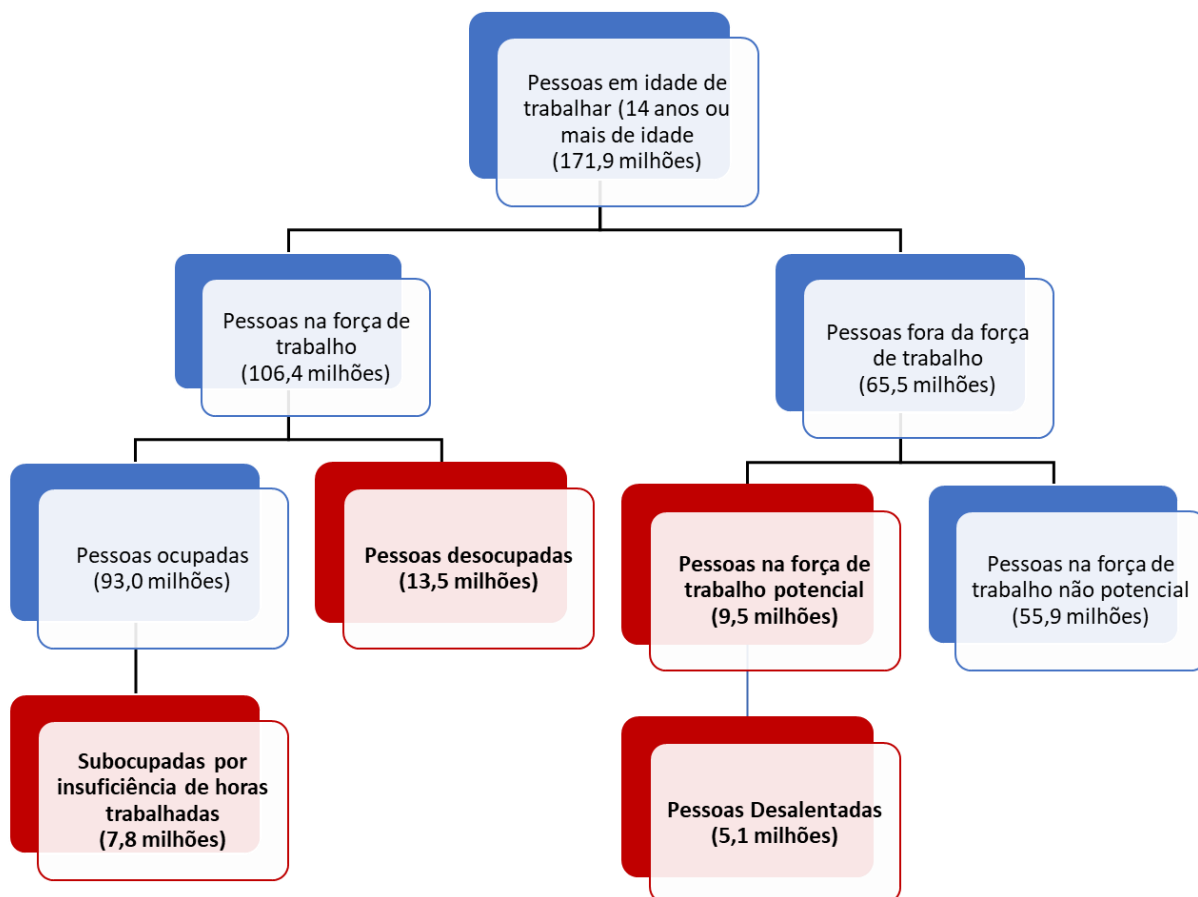 Pessoas em idade de
trabalhar (14 anos ou
mais de idade
(171,9 milhões)
Pessoas na força de
trabalho
(106,4 milhões)
Pessoas fora da força
de trabalho
(65,5 milhões)
Pessoas ocupadas
(93,0 milhões)
Pessoas desocupadas
(13,5 milhões)
Pessoas na força de
trabalho potencial
(9,5 milhões)
Pessoas na força de
trabalho não potencial
(55,9 milhões)
Subocupadas por
insuficiência de horas
trabalhadas
(7,8 milhões)
Pessoas Desalentadas
(5,1 milhões)